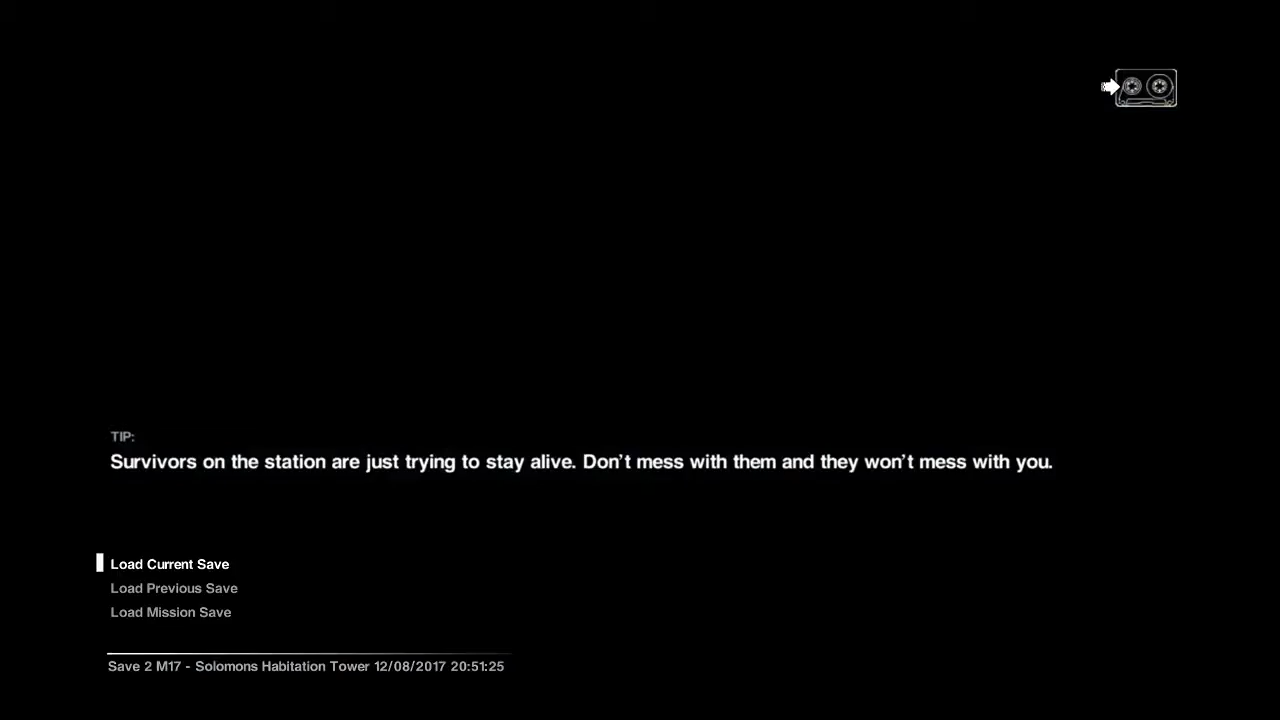 TIP:
Survivors on the station are just trying to stay alive. Don’t mess with them and they won’t mess with you.
Load Current Save
Load Previous Save
Load Mission Save
Save 2 M17 - Solomons Habitation Tower 12/08/2017 20:51:25